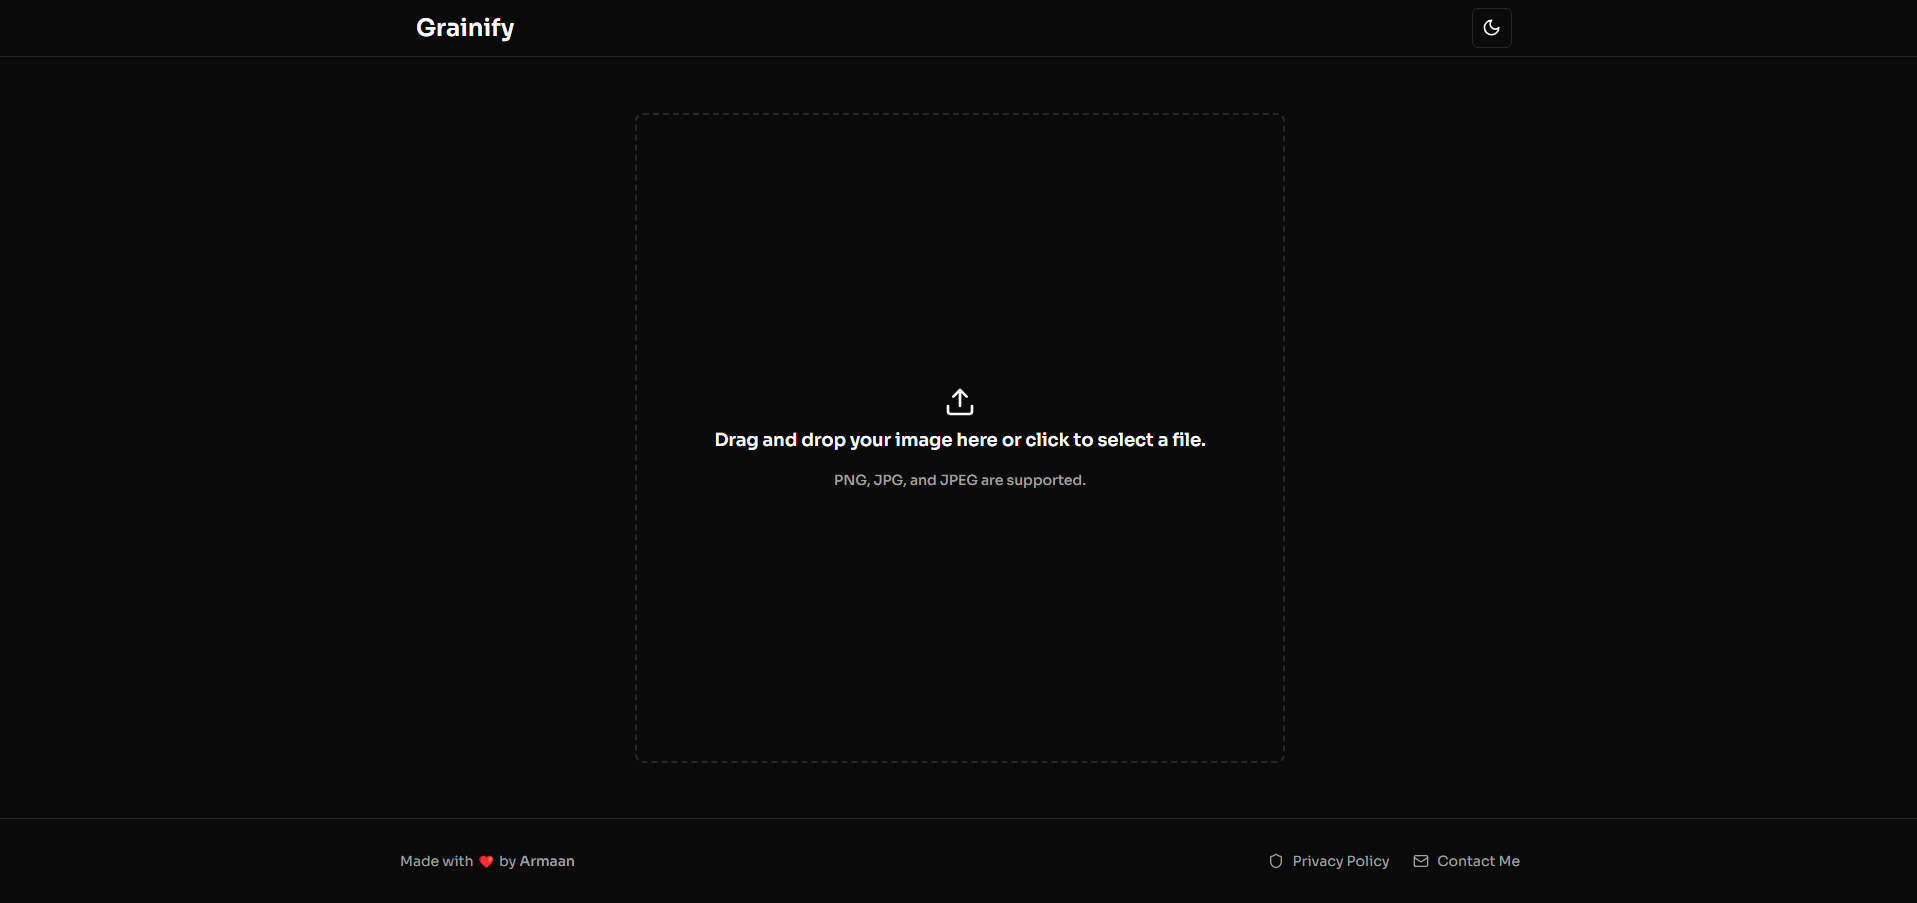 Grainify
Drag and drop your image here or click to select a file.
PNG, JPG, and JPEG are supported.
Made with ❤️ by Armaan
Privacy Policy
Contact Me